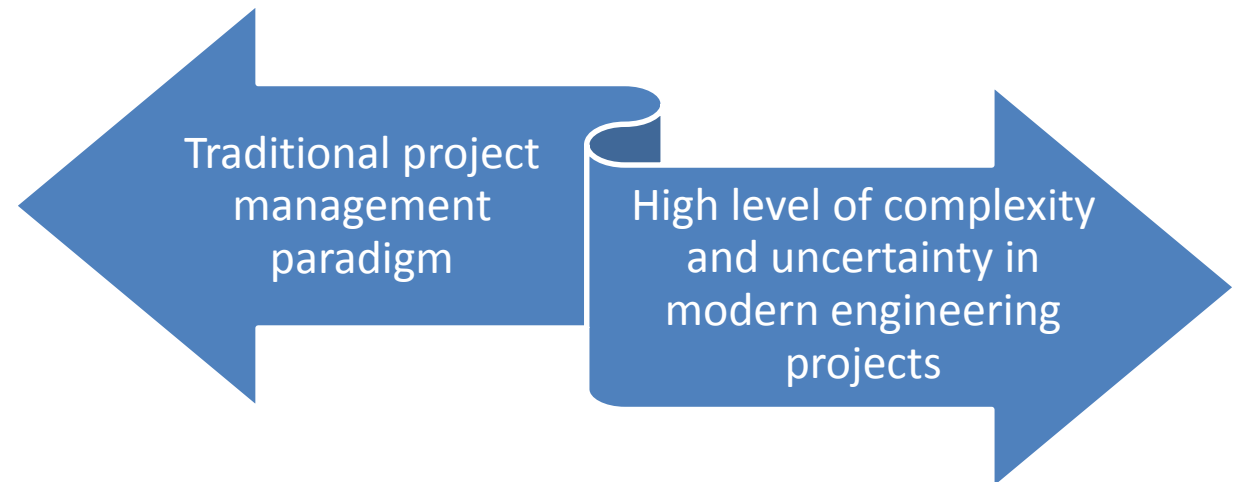 Traditional project
management
paradigm
High level of complexity
and uncertainty in
modern engineering
projects